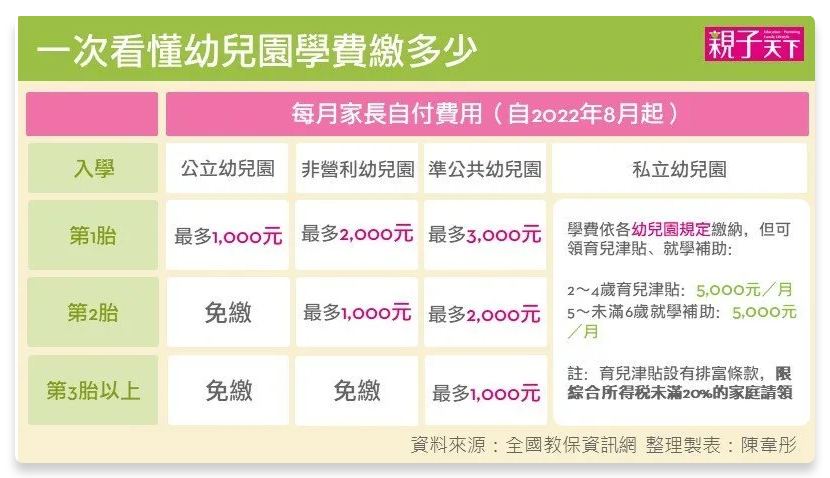 一次看懂幼兒園學費繳多少
親子天下
每月家長自付費用（自2022年8月起）
入學 公立幼兒園 非營利幼兒園 準公共幼兒園 私立幼兒園
第1胎 最多1,000元 最多2,000元 最多3,000元
第2胎 免繳 最多1,000元 最多2,000元
第3胎以上 免繳 免繳 最多1,000元
學費依各幼兒園規定繳納，但可
領育兒津貼、就學補助：
2～4歲育兒津貼：5,000元／月
5～未滿6歲就學補助：5,000元
／月
註：育兒津貼設有排富條款，限
綜合所得稅未滿20%的家庭請領
資料來源：全國教保資訊網 整理製表：陳韋彤